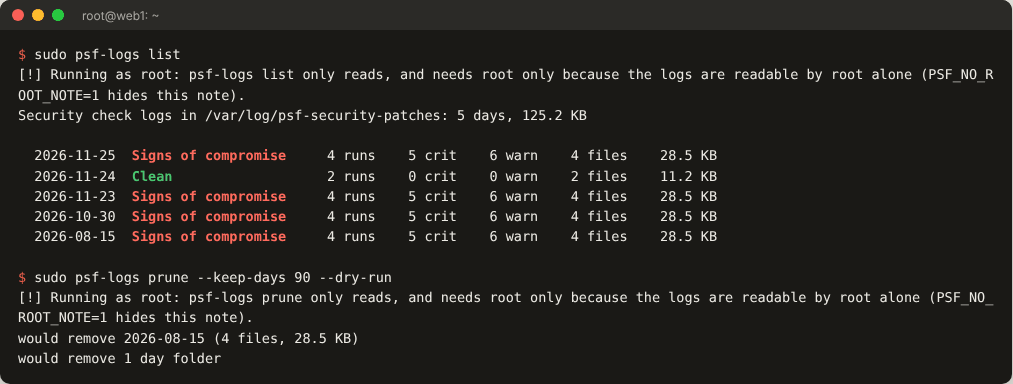 root@web1: ~
$ sudo psf-logs list
[!] Running as root: psf-logs list only reads, and needs root only because the logs are readable by root alone (PSF_NO_R
OOT_NOTE=1 hides this note).
Security check logs in /var/log/psf-security-patches: 5 days, 125.2 KB
2026-11-25  Signs of compromise     4 runs    5 crit    6 warn    4 files    28.5 KB
2026-11-24  Clean                   2 runs    0 crit    0 warn    2 files    11.2 KB
2026-11-23  Signs of compromise     4 runs    5 crit    6 warn    4 files    28.5 KB
2026-10-30  Signs of compromise     4 runs    5 crit    6 warn    4 files    28.5 KB
2026-08-15  Signs of compromise     4 runs    5 crit    6 warn    4 files    28.5 KB
$ sudo psf-logs prune --keep-days 90 --dry-run
[!] Running as root: psf-logs prune only reads, and needs root only because the logs are readable by root alone (PSF_NO_
ROOT_NOTE=1 hides this note).
would remove 2026-08-15 (4 files, 28.5 KB)
would remove 1 day folder